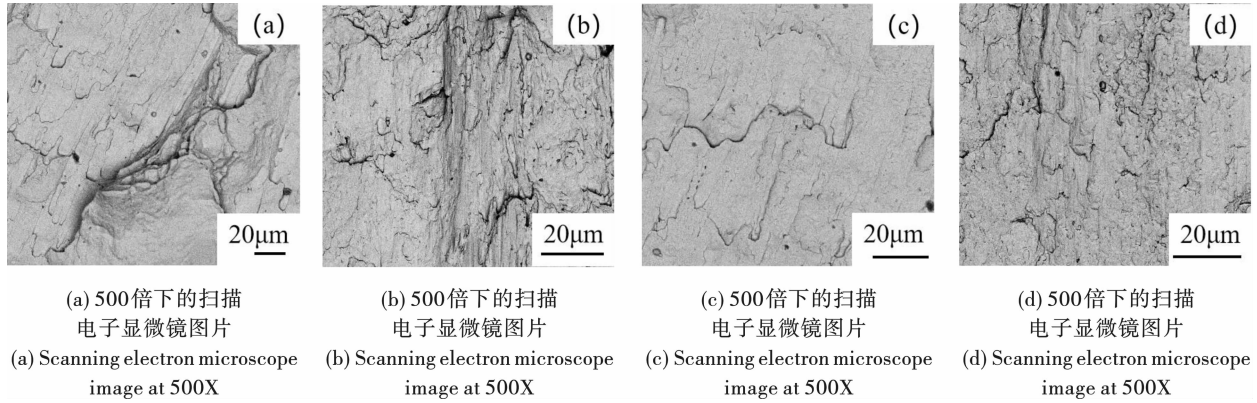 (a)
(b)
(c)
(d)
20μm
20μm
20μm
20μm
(a) 500倍下的扫描
电子显微镜图片
(a) Scanning electron microscope
image at 500X
(b) 500倍下的扫描
电子显微镜图片
(b) Scanning electron microscope
image at 500X
(c) 500倍下的扫描
电子显微镜图片
(c) Scanning electron microscope
image at 500X
(d) 500倍下的扫描
电子显微镜图片
(d) Scanning electron microscope
image at 500X